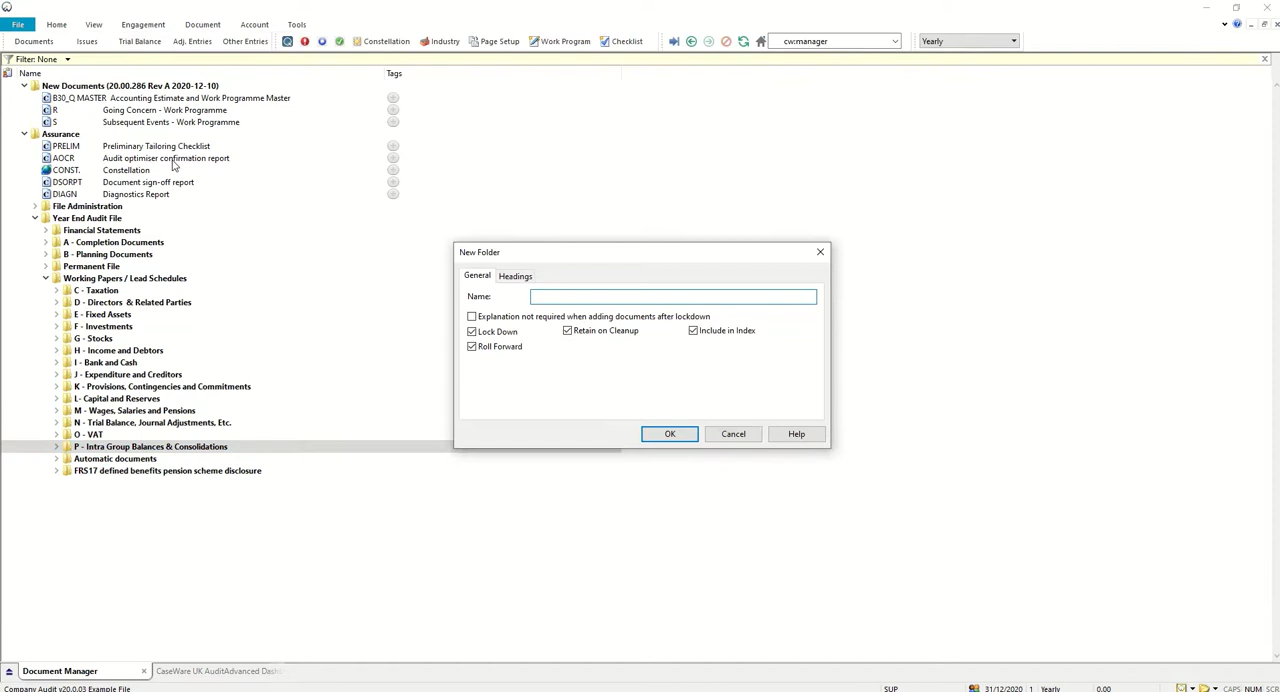 File Home View Engagement Document Account Tools
Documents Issues Trial Balance Adj. Entries Other Entries Constellation Industry Page Setup Work Program Checklist cw:manager Yearly
Filter: None
Name Tags
New Documents (20.00.286 Rev A 2020-12-10)
B30_Q MASTER Accounting Estimate and Work Programme Master
R Going Concern - Work Programme
S Subsequent Events - Work Programme
Assurance
PRELIM Preliminary Tailoring Checklist
AOCR Audit optimiser confirmation report
CONST. Constellation
DSORPT Document sign-off report
DIAGN Diagnostics Report
File Administration
Year End Audit File
Financial Statements
A - Completion Documents
B - Planning Documents
Permanent File
Working Papers / Lead Schedules
C - Taxation
D - Directors & Related Parties
E - Fixed Assets
F - Investments
G - Stocks
H - Income and Debtors
I - Bank and Cash
J - Expenditure and Creditors
K - Provisions, Contingencies and Commitments
L- Capital and Reserves
M - Wages, Salaries and Pensions
N - Trial Balance, Journal Adjustments, Etc.
O - VAT
P - Intra Group Balances & Consolidations
Automatic documents
FRS17 defined benefits pension scheme disclosure
New Folder
General Headings
Name:
Explanation not required when adding documents after lockdown
Lock Down Retain on Cleanup Include in Index
Roll Forward
OK Cancel Help
Document Manager CaseWare UK AuditAdvanced Dash
Company Audit v20.0.03 Example File SUP 31/12/2020 1 Yearly 0.00 CAPS NUM SCR